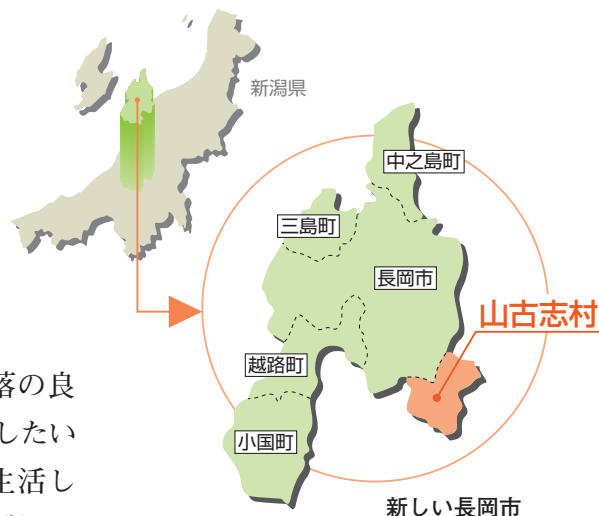 新潟県
中之島町
三島町
長岡市
山古志村
越路町
小国町
新しい長岡市
落の良
したい
生活し